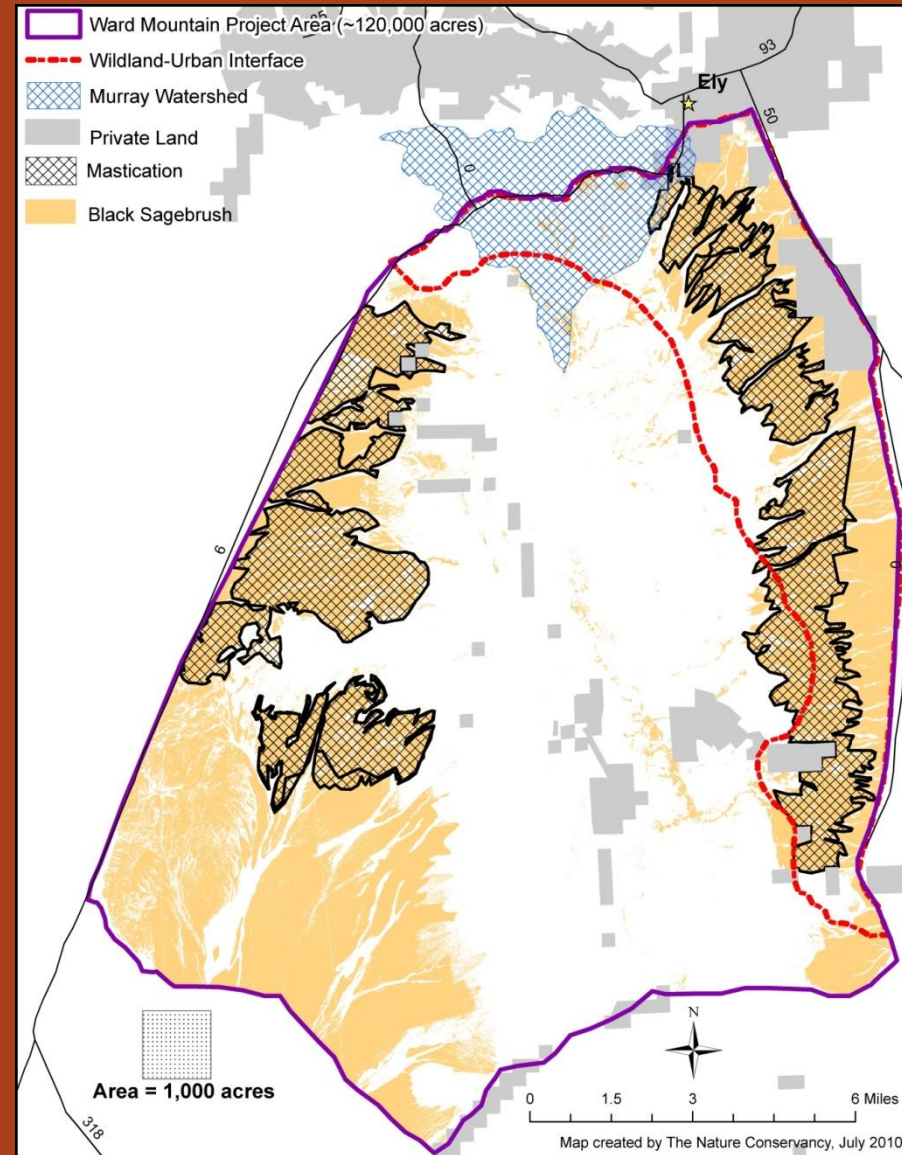 Ward Mountain Project Area (~120,000 acres)
Wildland-Urban Interface
Murray Watershed
Private Land
Mastication
Black Sagebrush
93
Ely
50
0
6
0
N
Area = 1,000 acres
0 1.5 3 6 Miles
318
Map created by The Nature Conservancy, July 2010